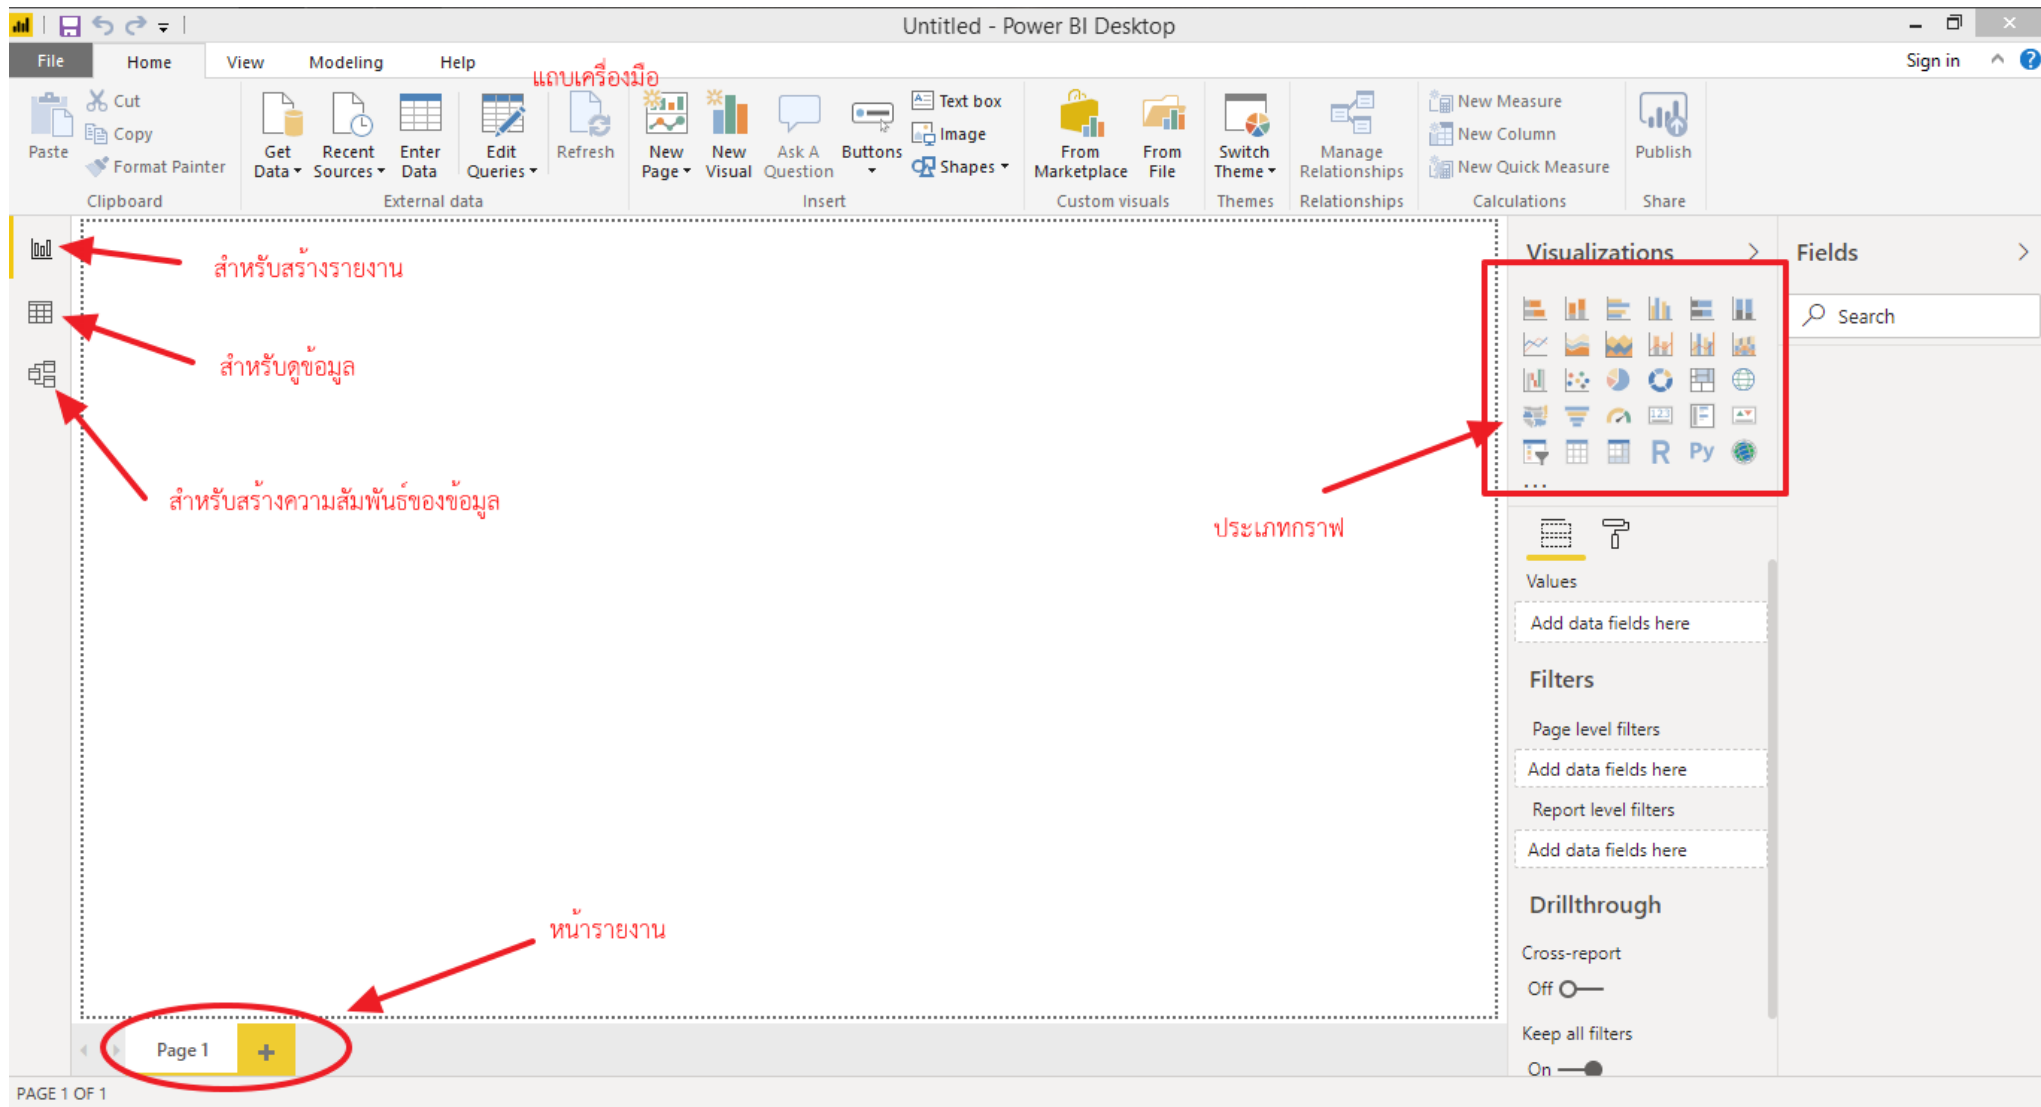 Untitled - Power BI Desktop
File Home View Modeling Help Sign in
แถบเครื่องมือ
Paste
Cut
Copy
Format Painter
Clipboard
Get Data
Recent Sources
Enter Data
Edit Queries
Refresh
External data
New Page
New Visual
Ask A Question
Buttons
Text box
Image
Shapes
Insert
From Marketplace
From File
Custom visuals
Switch Theme
Themes
Manage Relationships
Relationships
New Measure
New Column
New Quick Measure
Calculations
Publish
Share
สำหรับสร้างรายงาน
สำหรับดูข้อมูล
สำหรับสร้างความสัมพันธ์ของข้อมูล
ประเภทกราฟ
หน้ารายงาน
Visualizations
123
R Py
...
Values
Add data fields here
Filters
Page level filters
Add data fields here
Report level filters
Add data fields here
Drillthrough
Cross-report
Off
Keep all filters
On
Fields
Search
Page 1
PAGE 1 OF 1